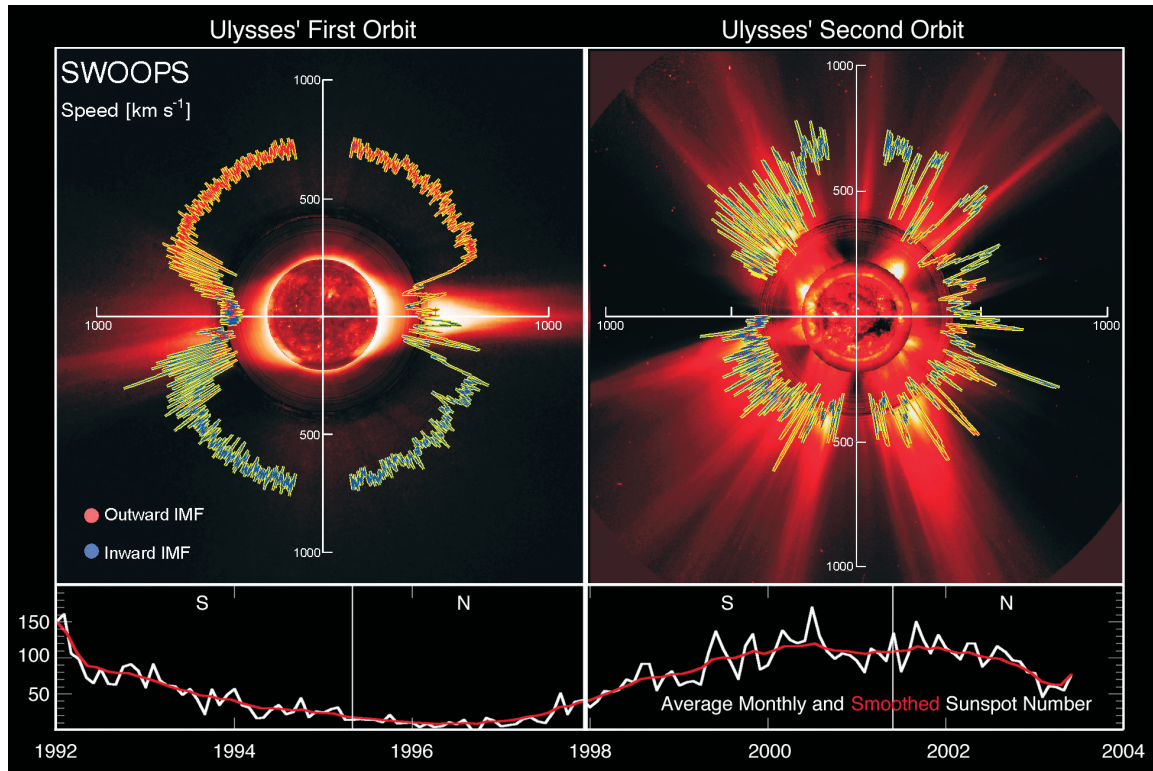 Ulysses' First Orbit
Ulysses' Second Orbit
SWOOPS
Speed [km s⁻¹]
1000
500
1000
1000
500
1000
Outward IMF
Inward IMF
1000
500
1000
1000
500
1000
S
N
S
N
150
100
50
Average Monthly and Smoothed Sunspot Number
1992
1994
1996
1998
2000
2002
2004